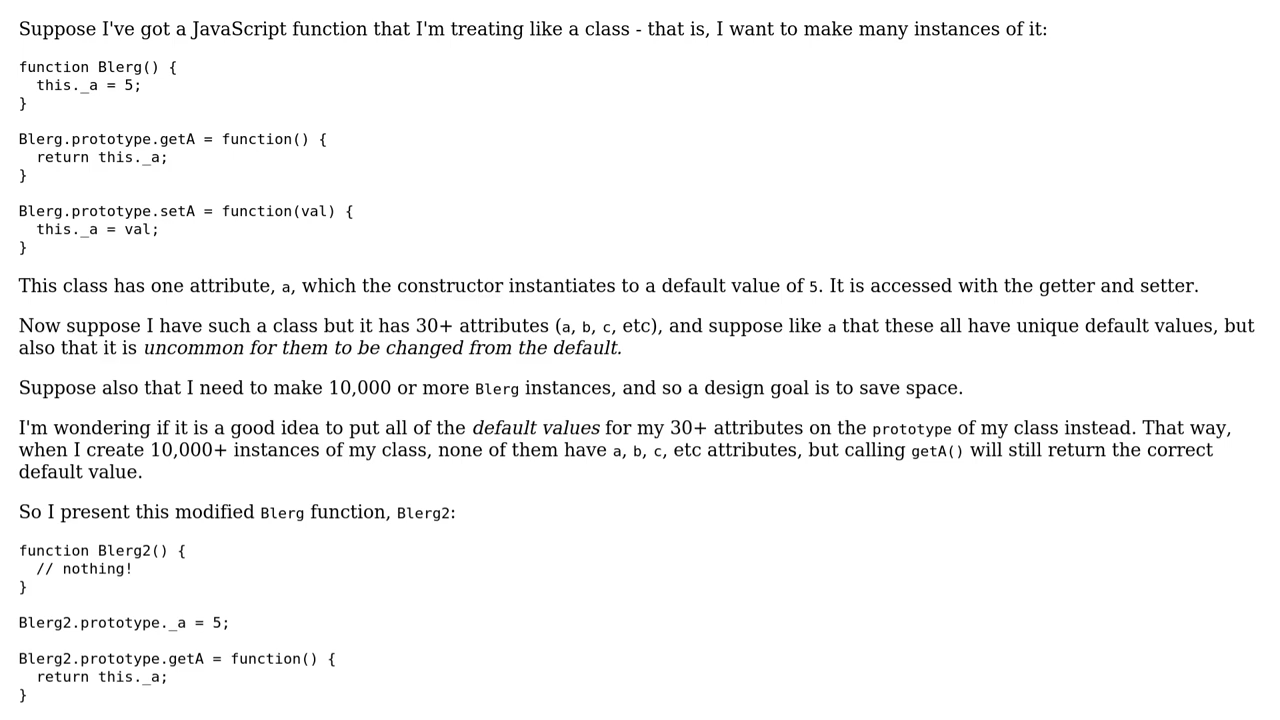 Suppose I've got a JavaScript function that I'm treating like a class - that is, I want to make many instances of it:
function Blerg() {
  this._a = 5;
}
Blerg.prototype.getA = function() {
  return this._a;
}
Blerg.prototype.setA = function(val) {
  this._a = val;
}
This class has one attribute, a, which the constructor instantiates to a default value of 5. It is accessed with the getter and setter.
Now suppose I have such a class but it has 30+ attributes (a, b, c, etc), and suppose like a that these all have unique default values, but
also that it is uncommon for them to be changed from the default.
Suppose also that I need to make 10,000 or more Blerg instances, and so a design goal is to save space.
I'm wondering if it is a good idea to put all of the default values for my 30+ attributes on the prototype of my class instead. That way,
when I create 10,000+ instances of my class, none of them have a, b, c, etc attributes, but calling getA() will still return the correct
default value.
So I present this modified Blerg function, Blerg2:
function Blerg2() {
  // nothing!
}
Blerg2.prototype._a = 5;
Blerg2.prototype.getA = function() {
  return this._a;
}